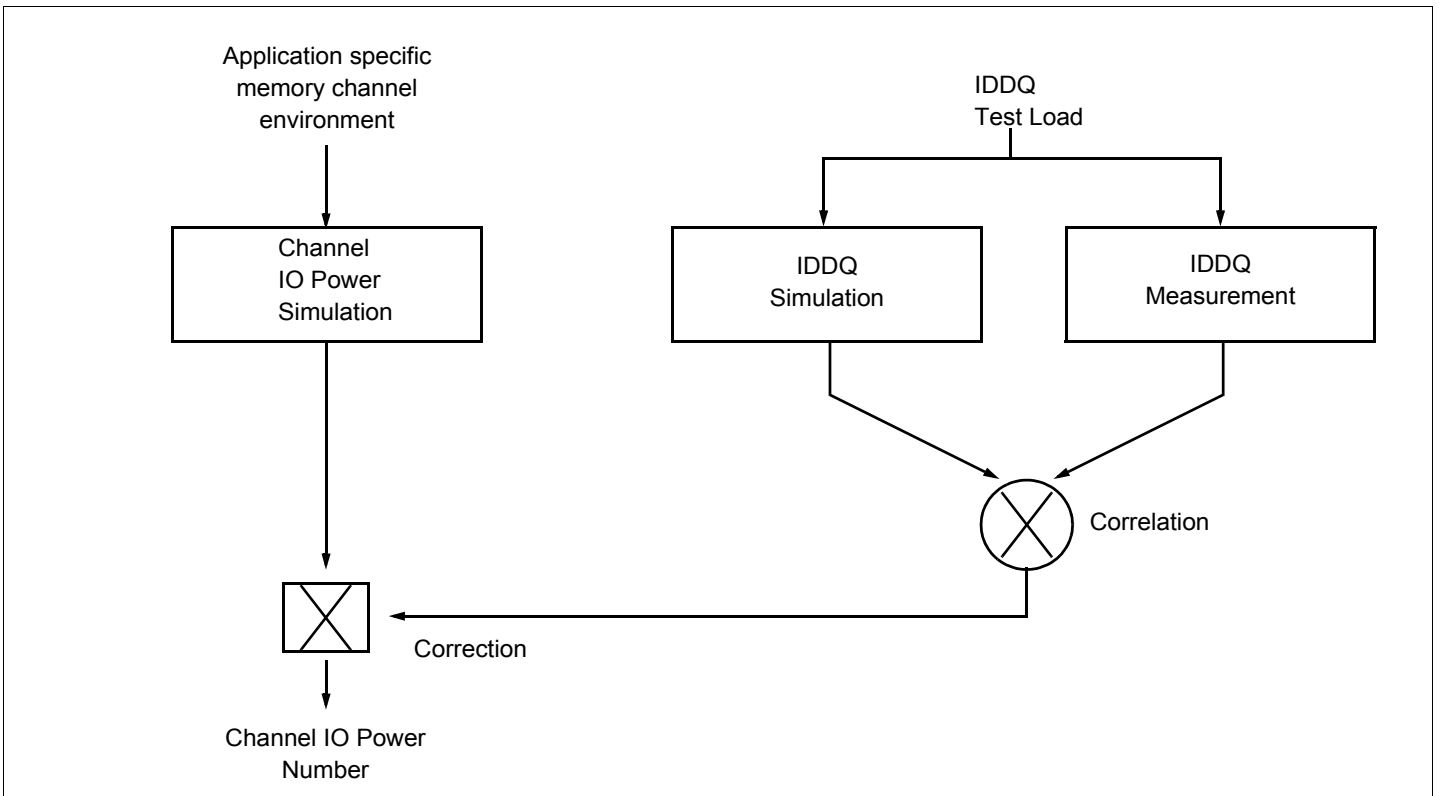 Application specific
memory channel
environment
IDDQ
Test Load
Channel
IO Power
Simulation
IDDQ
Simulation
IDDQ
Measurement
Correlation
Correction
Channel IO Power
Number